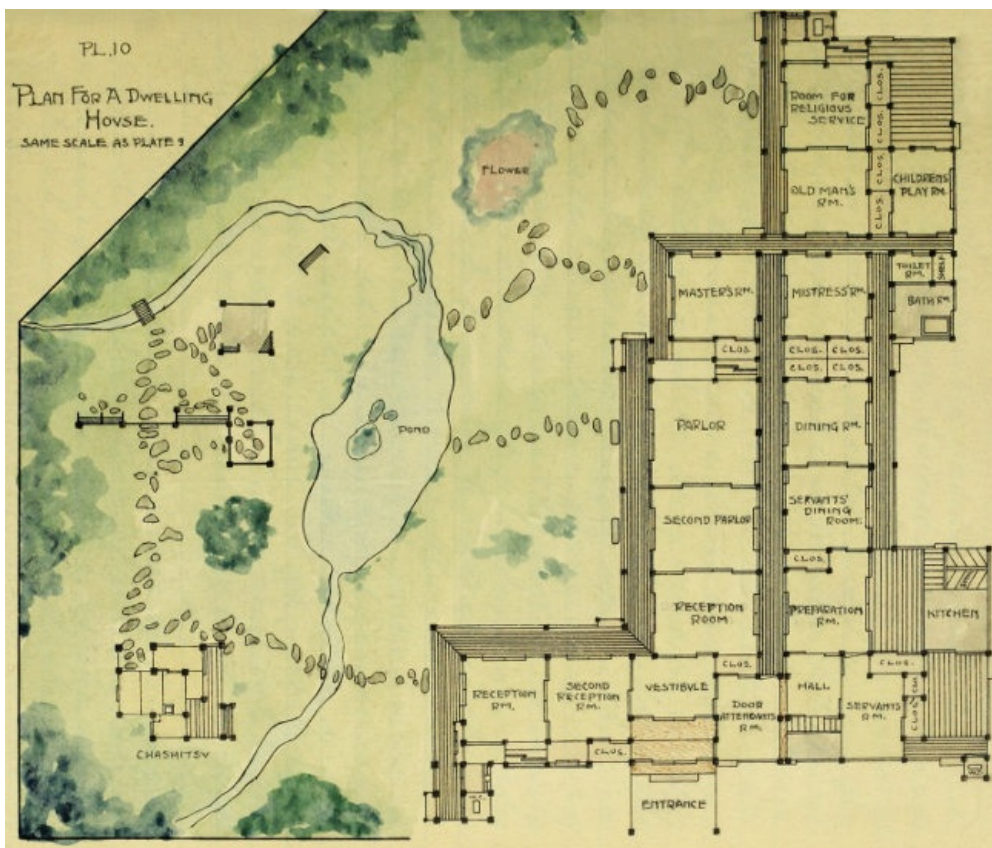 PL.10
PLAN FOR A DWELLING
HOUSE.
SAME SCALE AS PLATE 9
FLOWER
POND
CHASHITSU
ROOM FOR
RELIGIOUS
SERVICE
CLOS.
CLOS.
OLD MAN'S
RM.
CLOS.
CLOS.
CHILDREN'S
PLAY RM.
MASTER'S RM.
MISTRESS' RM.
TOILET
RM.
SHELF
BATH RM.
CLOS.
CLOS.
CLOS.
CLOS.
CLOS.
PARLOR
DINING RM.
SECOND PARLOR
SERVANTS'
DINING
ROOM.
CLOS.
RECEPTION
ROOM
PREPARATION
RM.
KITCHEN
CLOS.
CLOS.
RECEPTION
RM.
SECOND
RECEPTION
RM.
VESTIBULE
DOOR
ATTENDANTS
RM.
HALL
SERVANTS
RM.
CLOS.
CLOS.
ENTRANCE